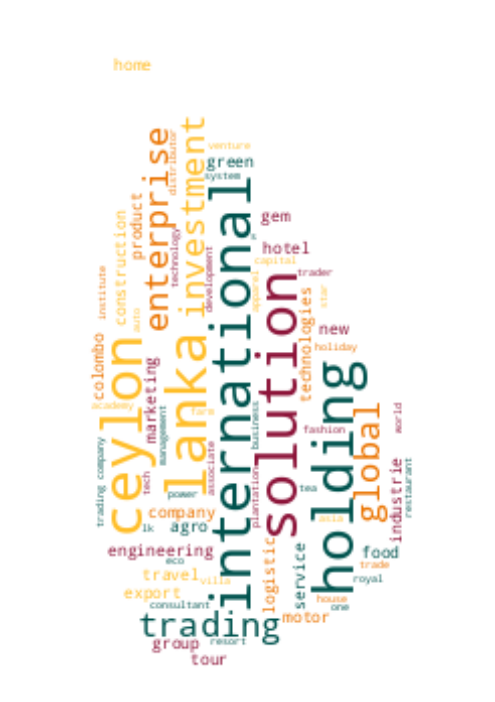 home
venture
green
system
distributor
enterprise
investment
product
construction
technology
international
s
gem
hotel
capital
trader
development
apparel
institute
auto
star
technologies
new
holiday
colombo
ceylon
lanka
solution
holding
marketing
management
academy
farm
business
fashion
global
world
trading company
tech
associate
plantation
tea
industrie
restaurant
power
company
lk
agro
asia
engineering
eco
food
trade
royal
travel
villa
logistic
service
export
consultant
house
one
trading
motor
group
resort
tour